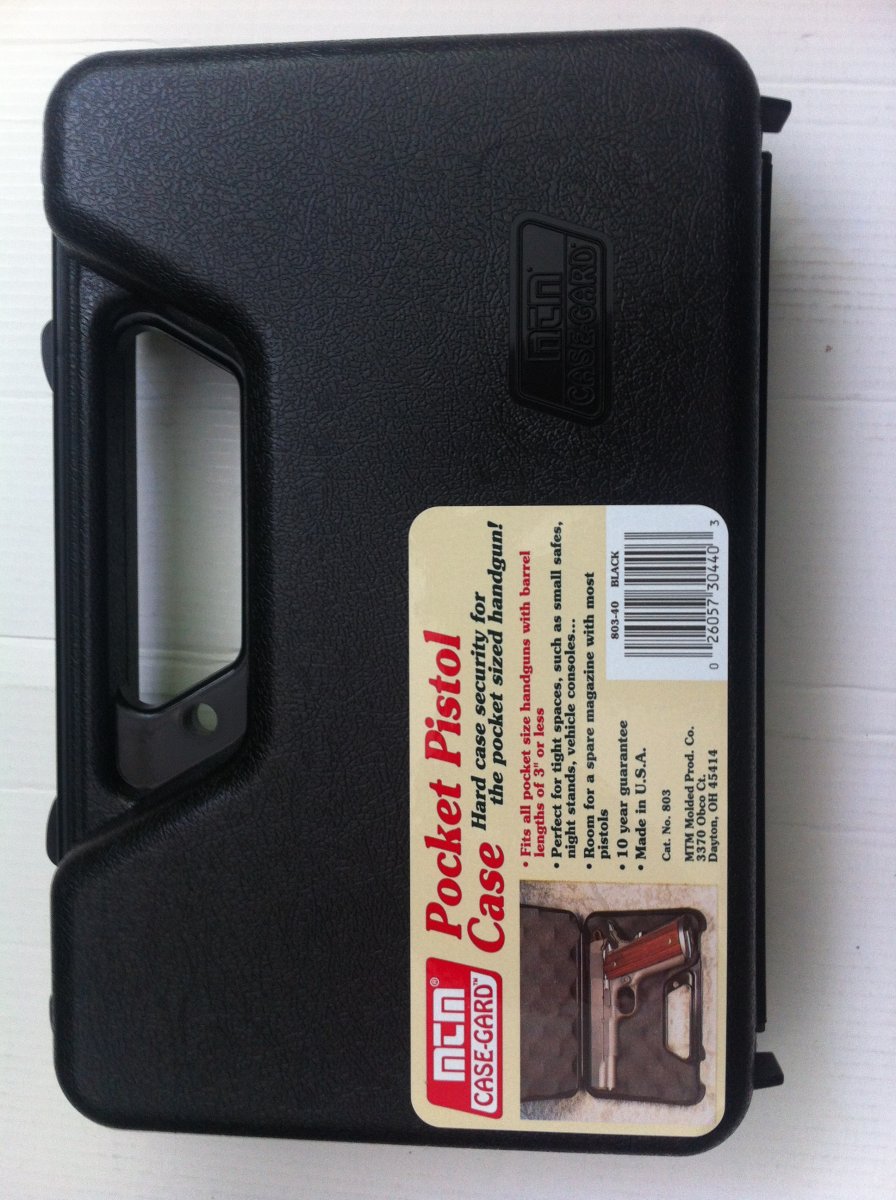 MTM
CASE-GARD
MTM®
CASE-GARD™
Pocket Pistol
Case Hard case security for
the pocket sized handgun!
• Fits all pocket size handguns with barrel
lengths of 3" or less
• Perfect for tight spaces, such as small safes,
night stands, vehicle consoles...
• Room for a spare magazine with most
pistols
• 10 year guarantee
• Made in U.S.A.
Cat. No. 803
MTM Molded Prod. Co.
3370 Obco Ct.
Dayton, OH 45414
803-40 BLACK
0 26057 30440 3